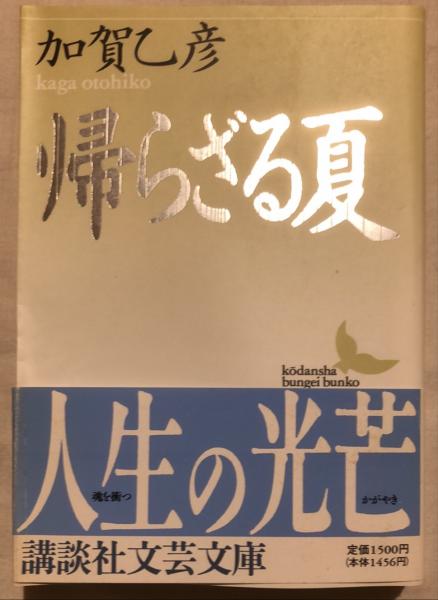 加賀乙彦
kaga otohiko
帰らざる夏
kōdansha
bungei bunko
人生の光芒
魂を衝つ
かがやき
講談社文芸文庫
定価1500円
(本体1456円)